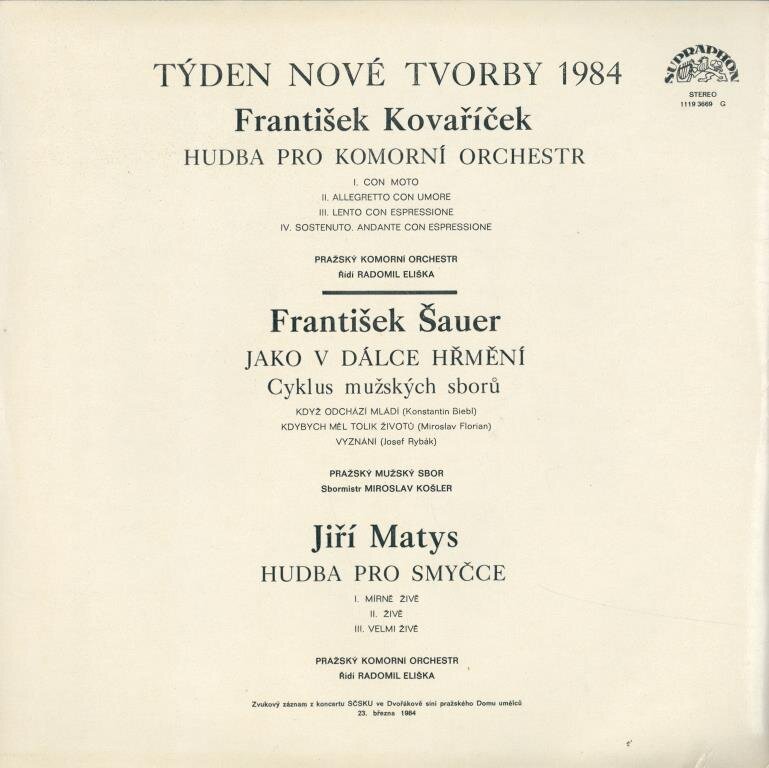 TÝDEN NOVÉ TVORBY 1984
SUPRAPHON
STEREO
1119 3669 G
František Kovaříček
HUDBA PRO KOMORNÍ ORCHESTR
I. CON MOTO
II. ALLEGRETTO CON UMORE
III. LENTO CON ESPRESSIONE
IV. SOSTENUTO. ANDANTE CON ESPRESSIONE
PRAŽSKÝ KOMORNÍ ORCHESTR
Řídí RADOMIL ELIŠKA
František Šauer
JAKO V DÁLCE HŘMĚNÍ
Cyklus mužských sborů
KDYŽ ODCHÁZÍ MLÁDÍ (Konstantin Biebl)
KDYBYCH MĚL TOLIK ŽIVOTŮ (Miroslav Florian)
VYZNÁNÍ (Josef Rybák)
PRAŽSKÝ MUŽSKÝ SBOR
Sbormistr MIROSLAV KOŠLER
Jiří Matys
HUDBA PRO SMYČCE
I. MÍRNĚ ŽIVĚ
II. ŽIVĚ
III. VELMI ŽIVĚ
PRAŽSKÝ KOMORNÍ ORCHESTR
Řídí RADOMIL ELIŠKA
Zvukový záznam z koncertu SČSKU ve Dvořákově síni pražského Domu umělců
23. března 1984